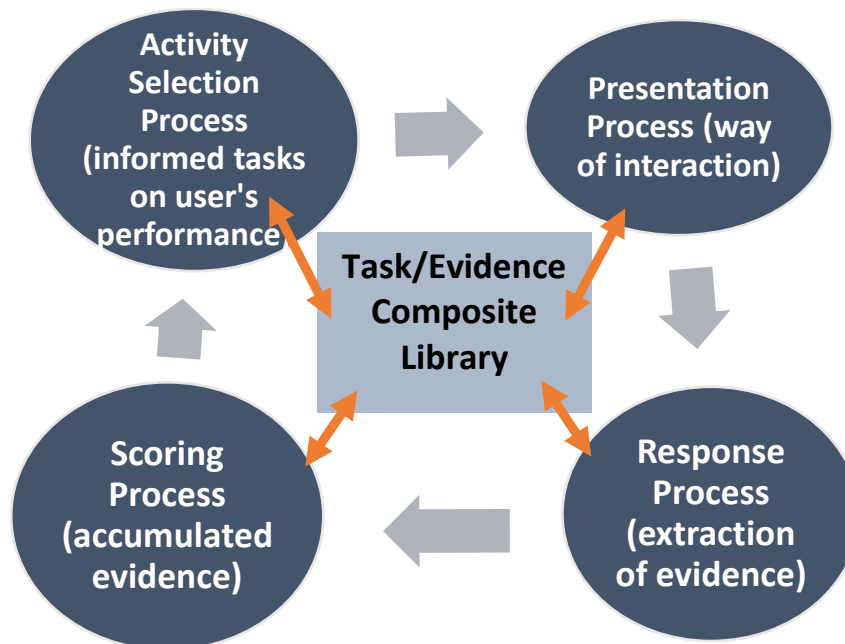 Activity
Selection
Process
(informed tasks
on user's
performance
Presentation
Process (way
of interaction)
Task/Evidence
Composite
Library
Scoring
Process
(accumulated
evidence)
Response
Process
(extraction
of evidence)